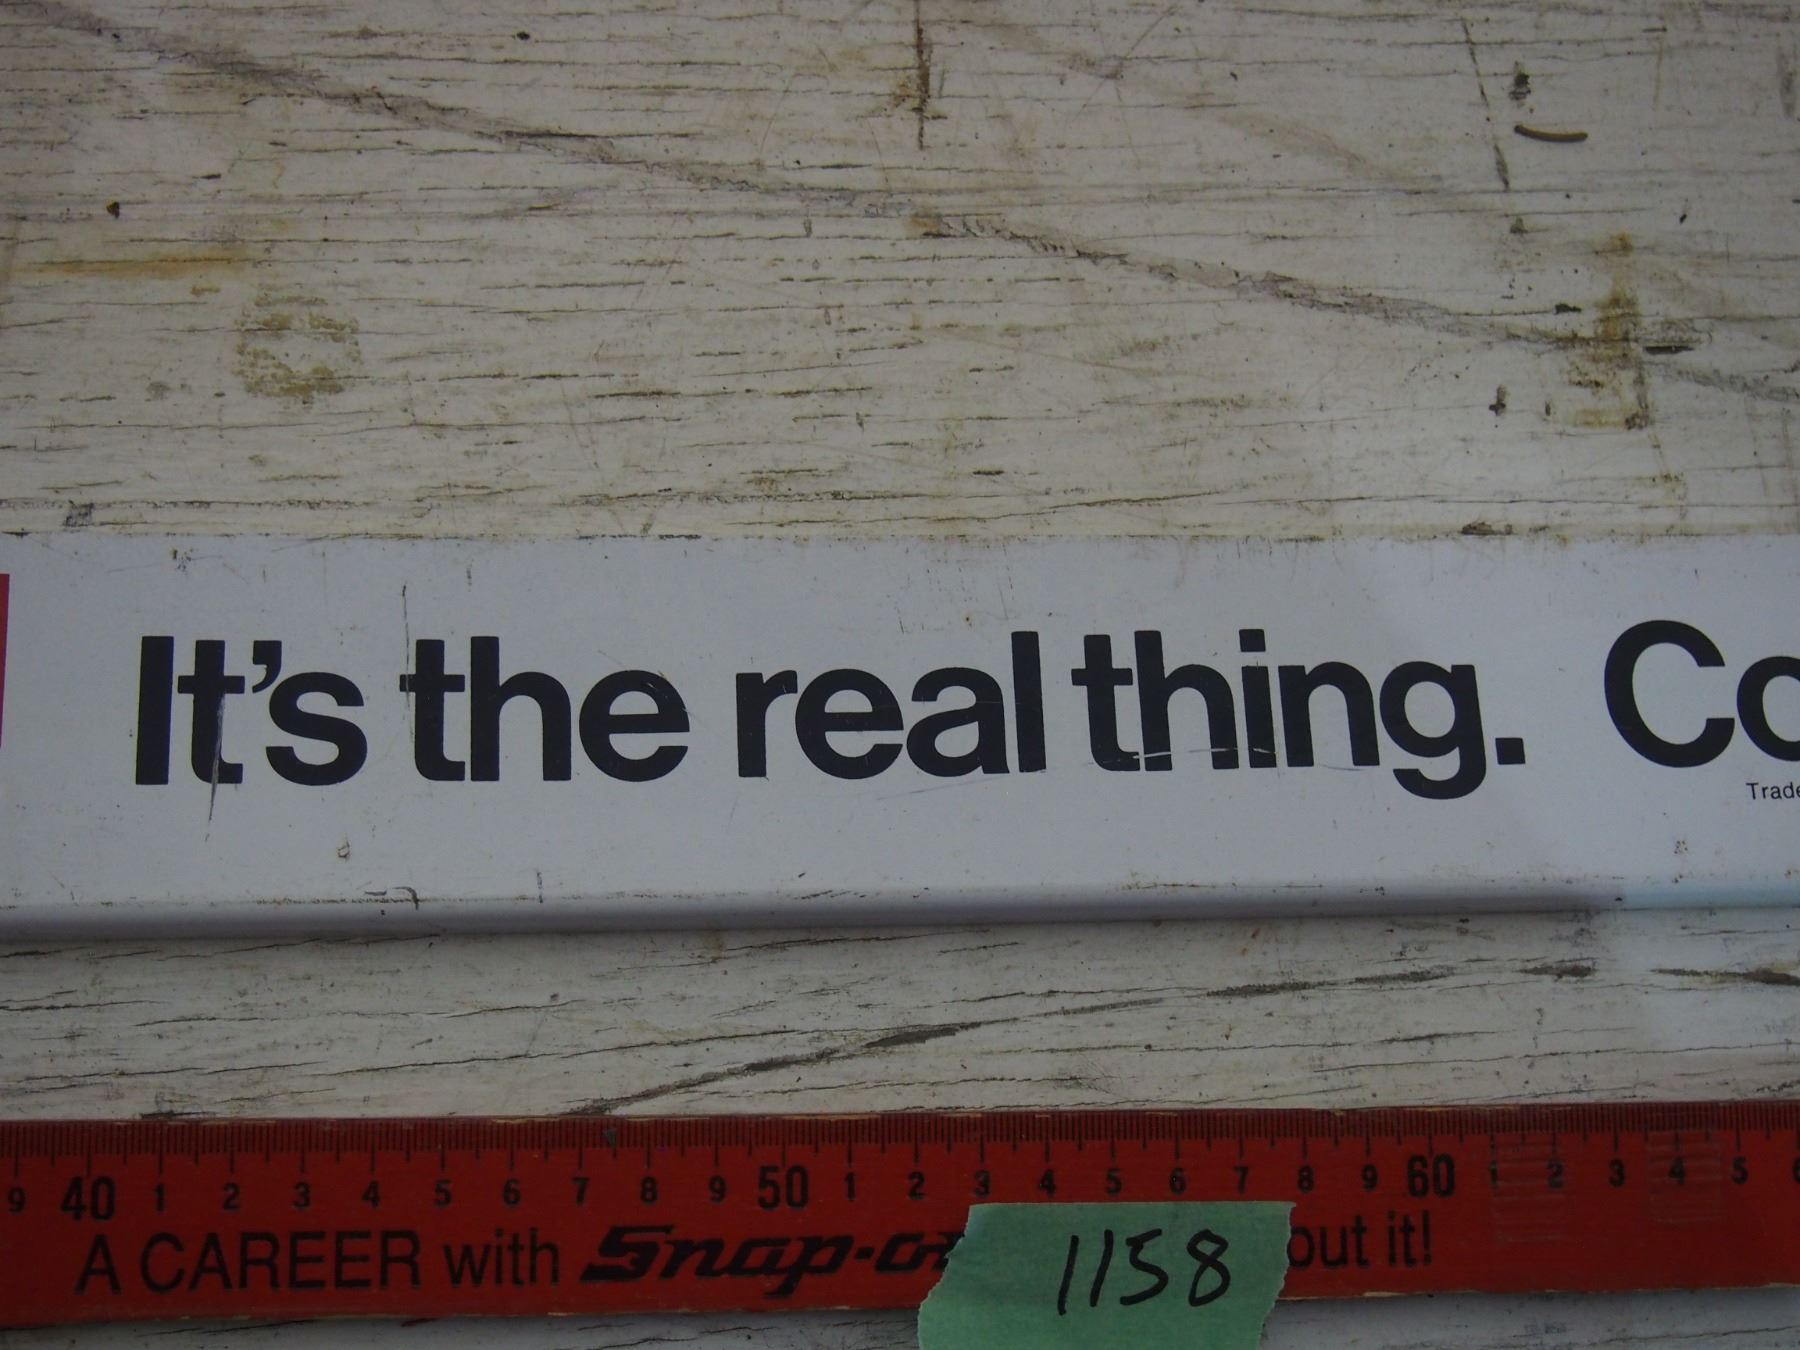 It's the real thing. Co
Trade
9 40 1 2 3 4 5 6 7 8 9 50 1 2 3 4 5 6 7 8 9 60 1 2 3 4 5 6
A CAREER with Snap-on out it!
1158